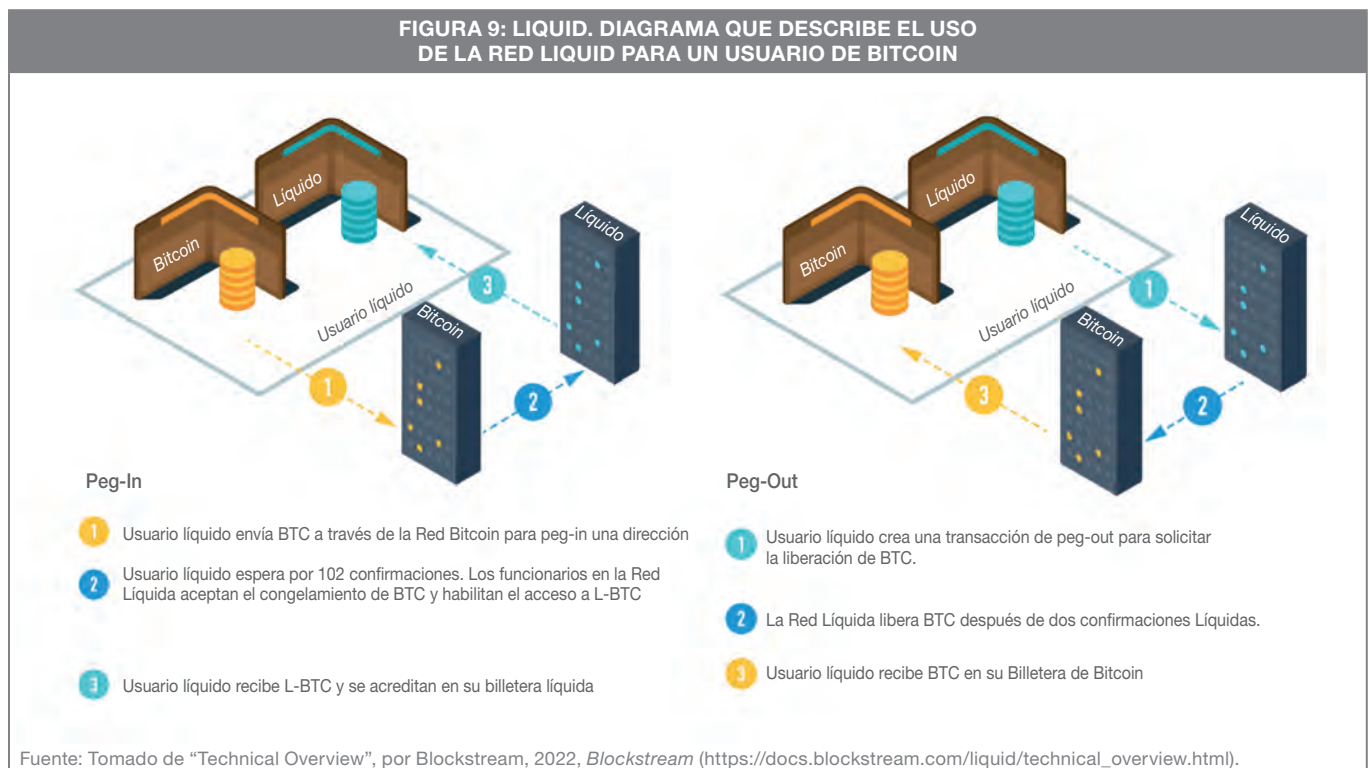 FIGURA 9: LIQUID. DIAGRAMA QUE DESCRIBE EL USO
DE LA RED LIQUID PARA UN USUARIO DE BITCOIN
Líquido
Bitcoin
Líquido
3
Usuario líquido
Bitcoin
1
2
Líquido
Bitcoin
Líquido
1
Usuario líquido
Bitcoin
3
2
Peg-In
1 Usuario líquido envía BTC a través de la Red Bitcoin para peg-in una dirección
2 Usuario líquido espera por 102 confirmaciones. Los funcionarios en la Red
Líquida aceptan el congelamiento de BTC y habilitan el acceso a L-BTC
3 Usuario líquido recibe L-BTC y se acreditan en su billetera líquida
Peg-Out
1 Usuario líquido crea una transacción de peg-out para solicitar
la liberación de BTC.
2 La Red Líquida libera BTC después de dos confirmaciones Líquidas.
3 Usuario líquido recibe BTC en su Billetera de Bitcoin
Fuente: Tomado de “Technical Overview”, por Blockstream, 2022, Blockstream (https://docs.blockstream.com/liquid/technical_overview.html).